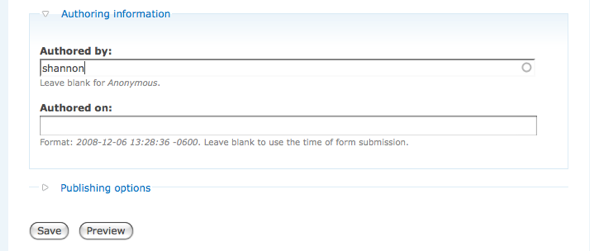 Authoring information
Authored by:
shannon
Leave blank for Anonymous.
Authored on:
Format: 2008-12-06 13:28:36 -0600. Leave blank to use the time of form submission.
Publishing options
Save Preview